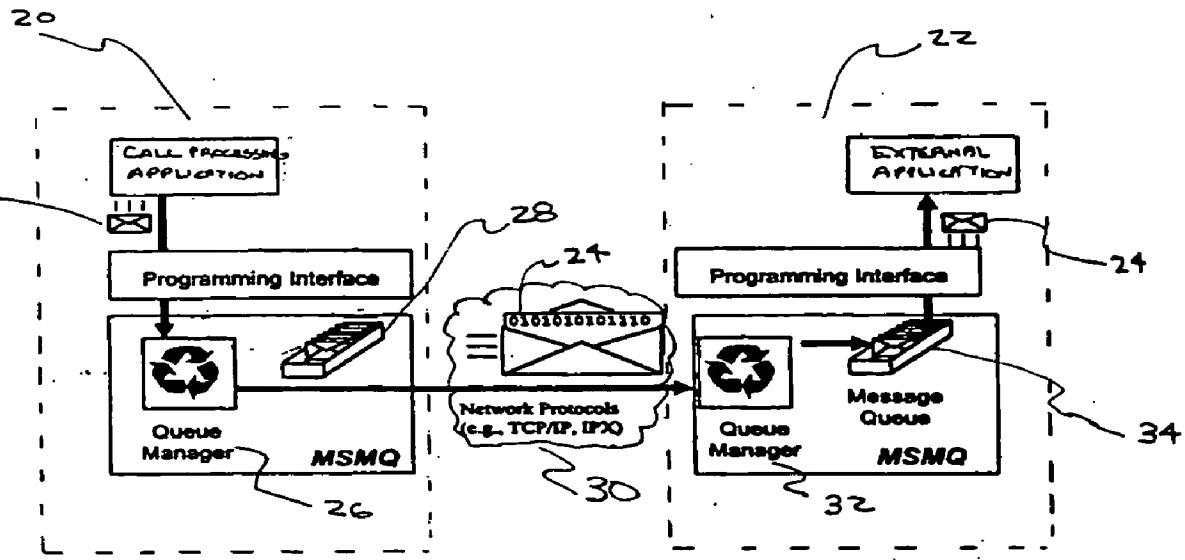 20
22
CALL PROCESSING
APPLICATION
EXTERNAL
APPLICATION
28
24
24
Programming Interface
Programming Interface
0101010101110
Network Protocols
(e.g., TCP/IP, IPX)
Queue
Manager
MSMQ
Queue
Manager
Message
Queue
MSMQ
34
26
30
32